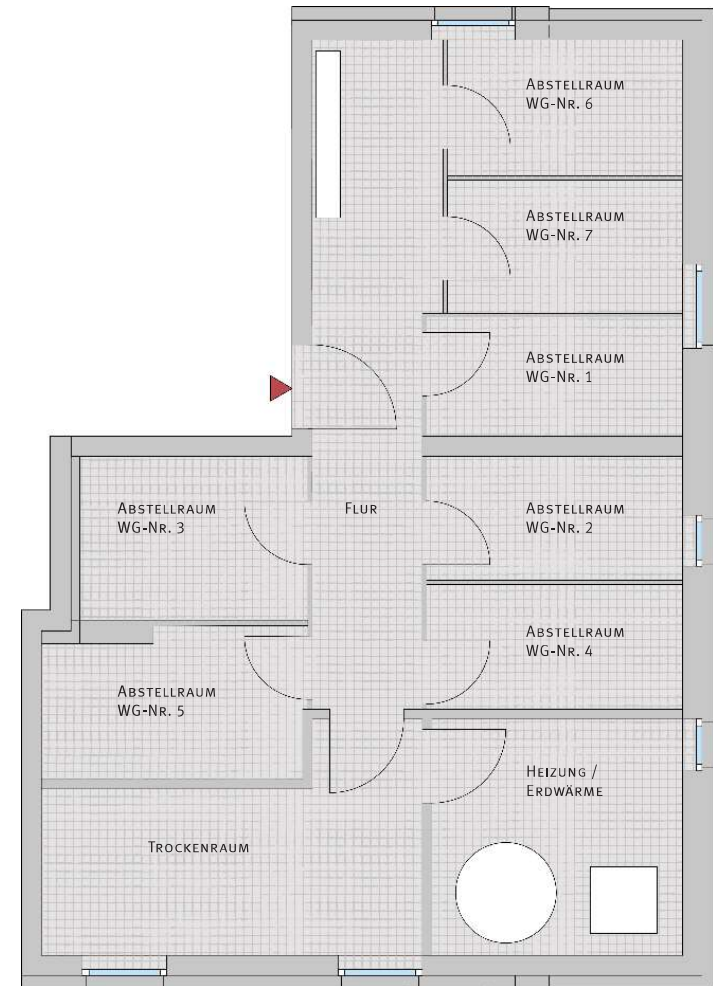 Abstellraum
WG-Nr. 6
Abstellraum
WG-Nr. 7
Abstellraum
WG-Nr. 1
Abstellraum
WG-Nr. 3
Flur
Abstellraum
WG-Nr. 2
Abstellraum
WG-Nr. 4
Abstellraum
WG-Nr. 5
Heizung /
Erdwärme
Trockenraum